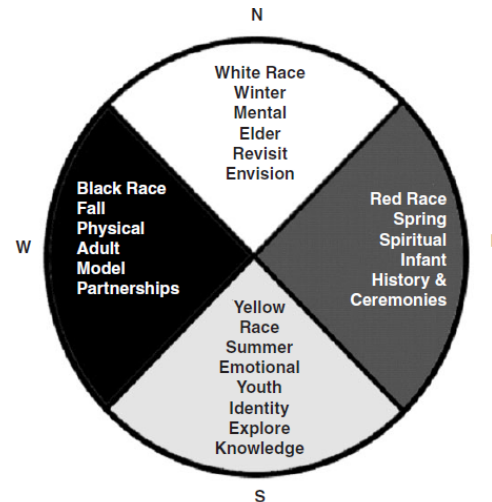 N
White Race
Winter
Mental
Elder
Revisit
Envision
W
Black Race
Fall
Physical
Adult
Model
Partnerships
Red Race
Spring
Spiritual
Infant
History &
Ceremonies
Yellow
Race
Summer
Emotional
Youth
Identity
Explore
Knowledge
S